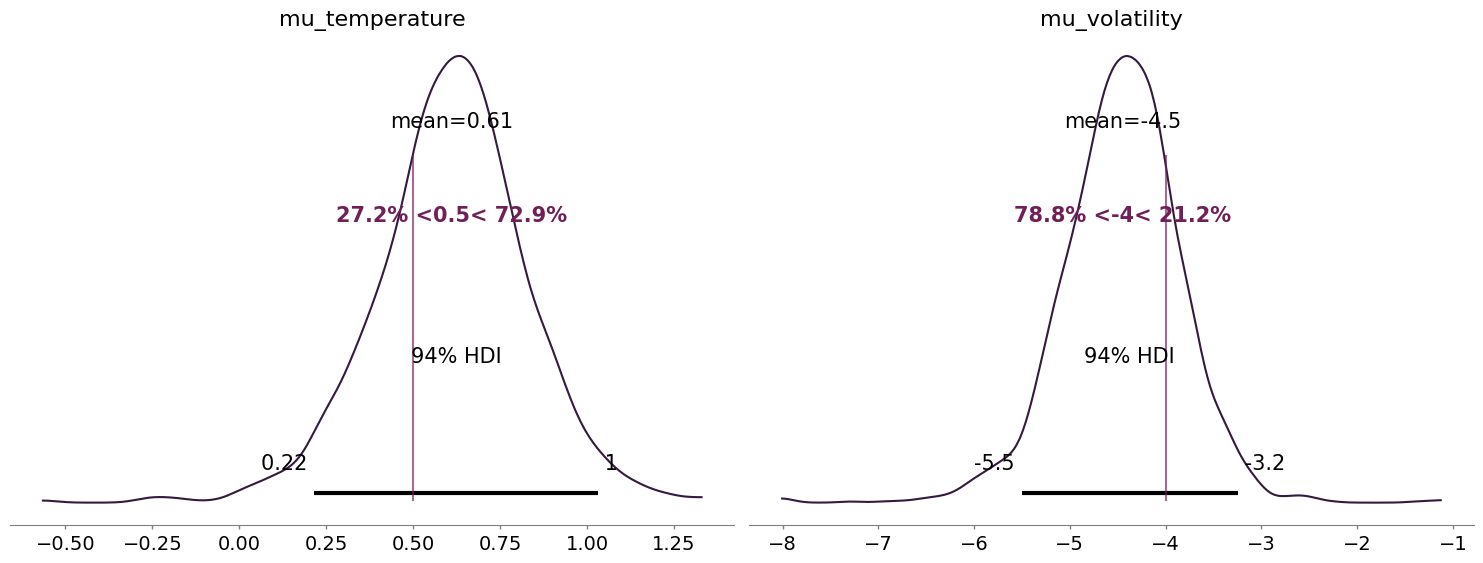 mu_temperature
mean=0.61
27.2% <0.5< 72.9%
94% HDI
0.22
1
−0.50 −0.25 0.00 0.25 0.50 0.75 1.00 1.25
mu_volatility
mean=-4.5
78.8% <-4< 21.2%
94% HDI
-5.5
-3.2
−8 −7 −6 −5 −4 −3 −2 −1